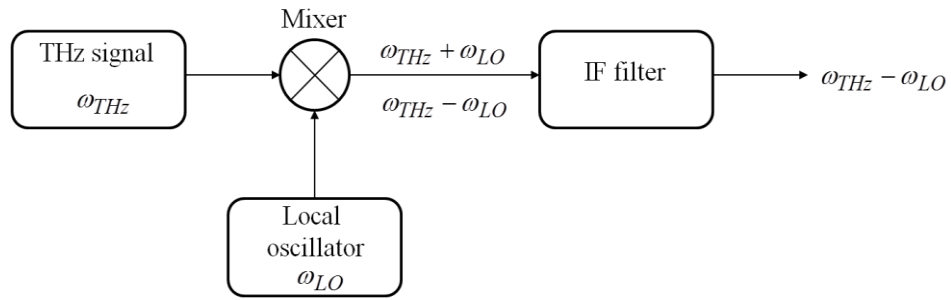 Mixer
THz signal
ω_THz
ω_THz + ω_LO
ω_THz − ω_LO
IF filter
ω_THz − ω_LO
Local
oscillator
ω_LO